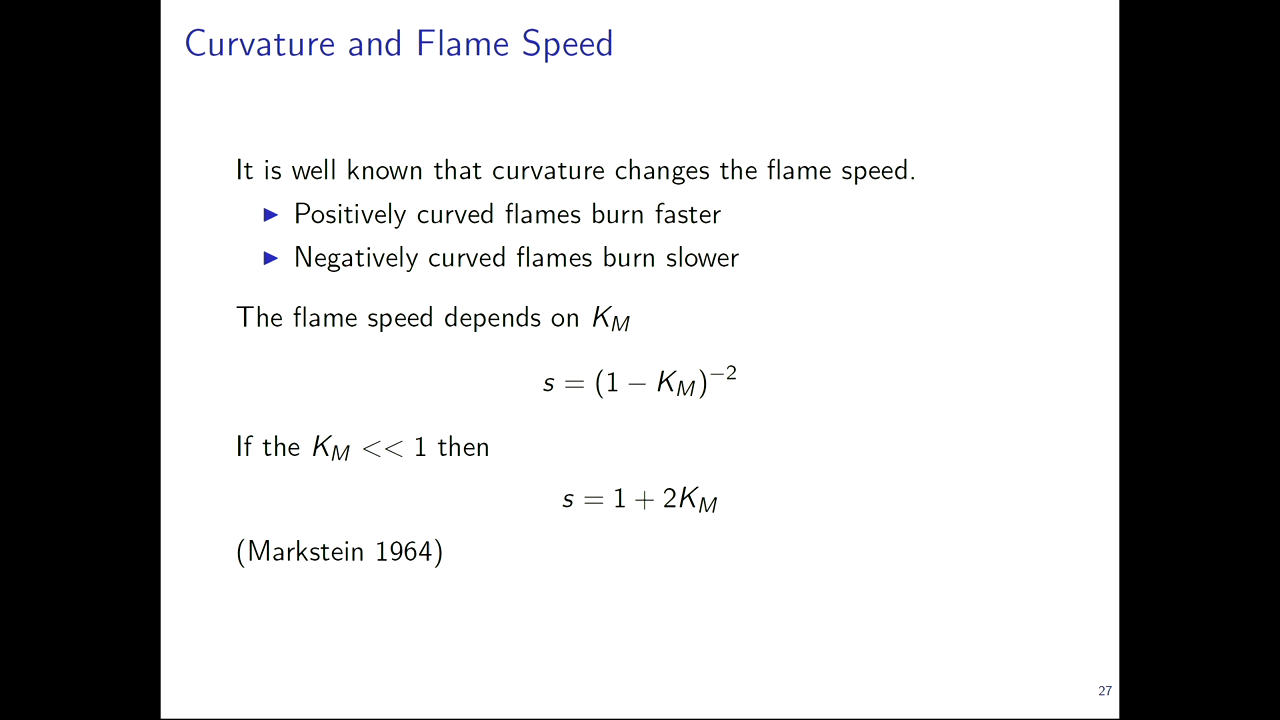 Curvature and Flame Speed
It is well known that curvature changes the flame speed.
▶ Positively curved flames burn faster
▶ Negatively curved flames burn slower
The flame speed depends on K_M
s = (1 − K_M)^{−2}
If the K_M << 1 then
s = 1 + 2K_M
(Markstein 1964)
27